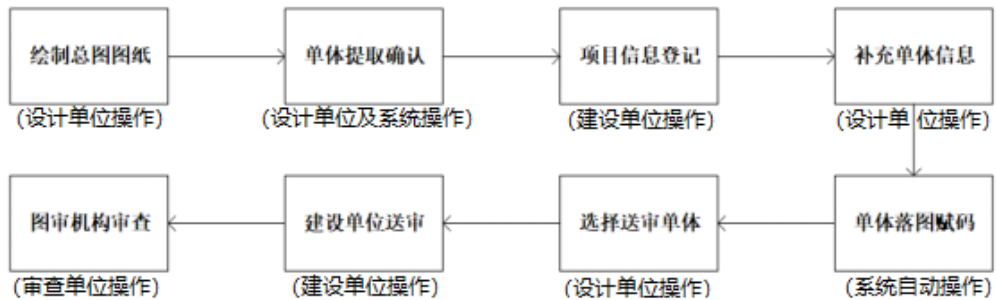 绘制总图图纸
(设计单位操作)
单体提取确认
(设计单位及系统操作)
项目信息登记
(建设单位操作)
补充单体信息
(设计单 位操作)
单体落图赋码
(系统自动操作)
选择送审单体
(设计单位操作)
建设单位送审
(建设单位操作)
图审机构审查
(审查单位操作)